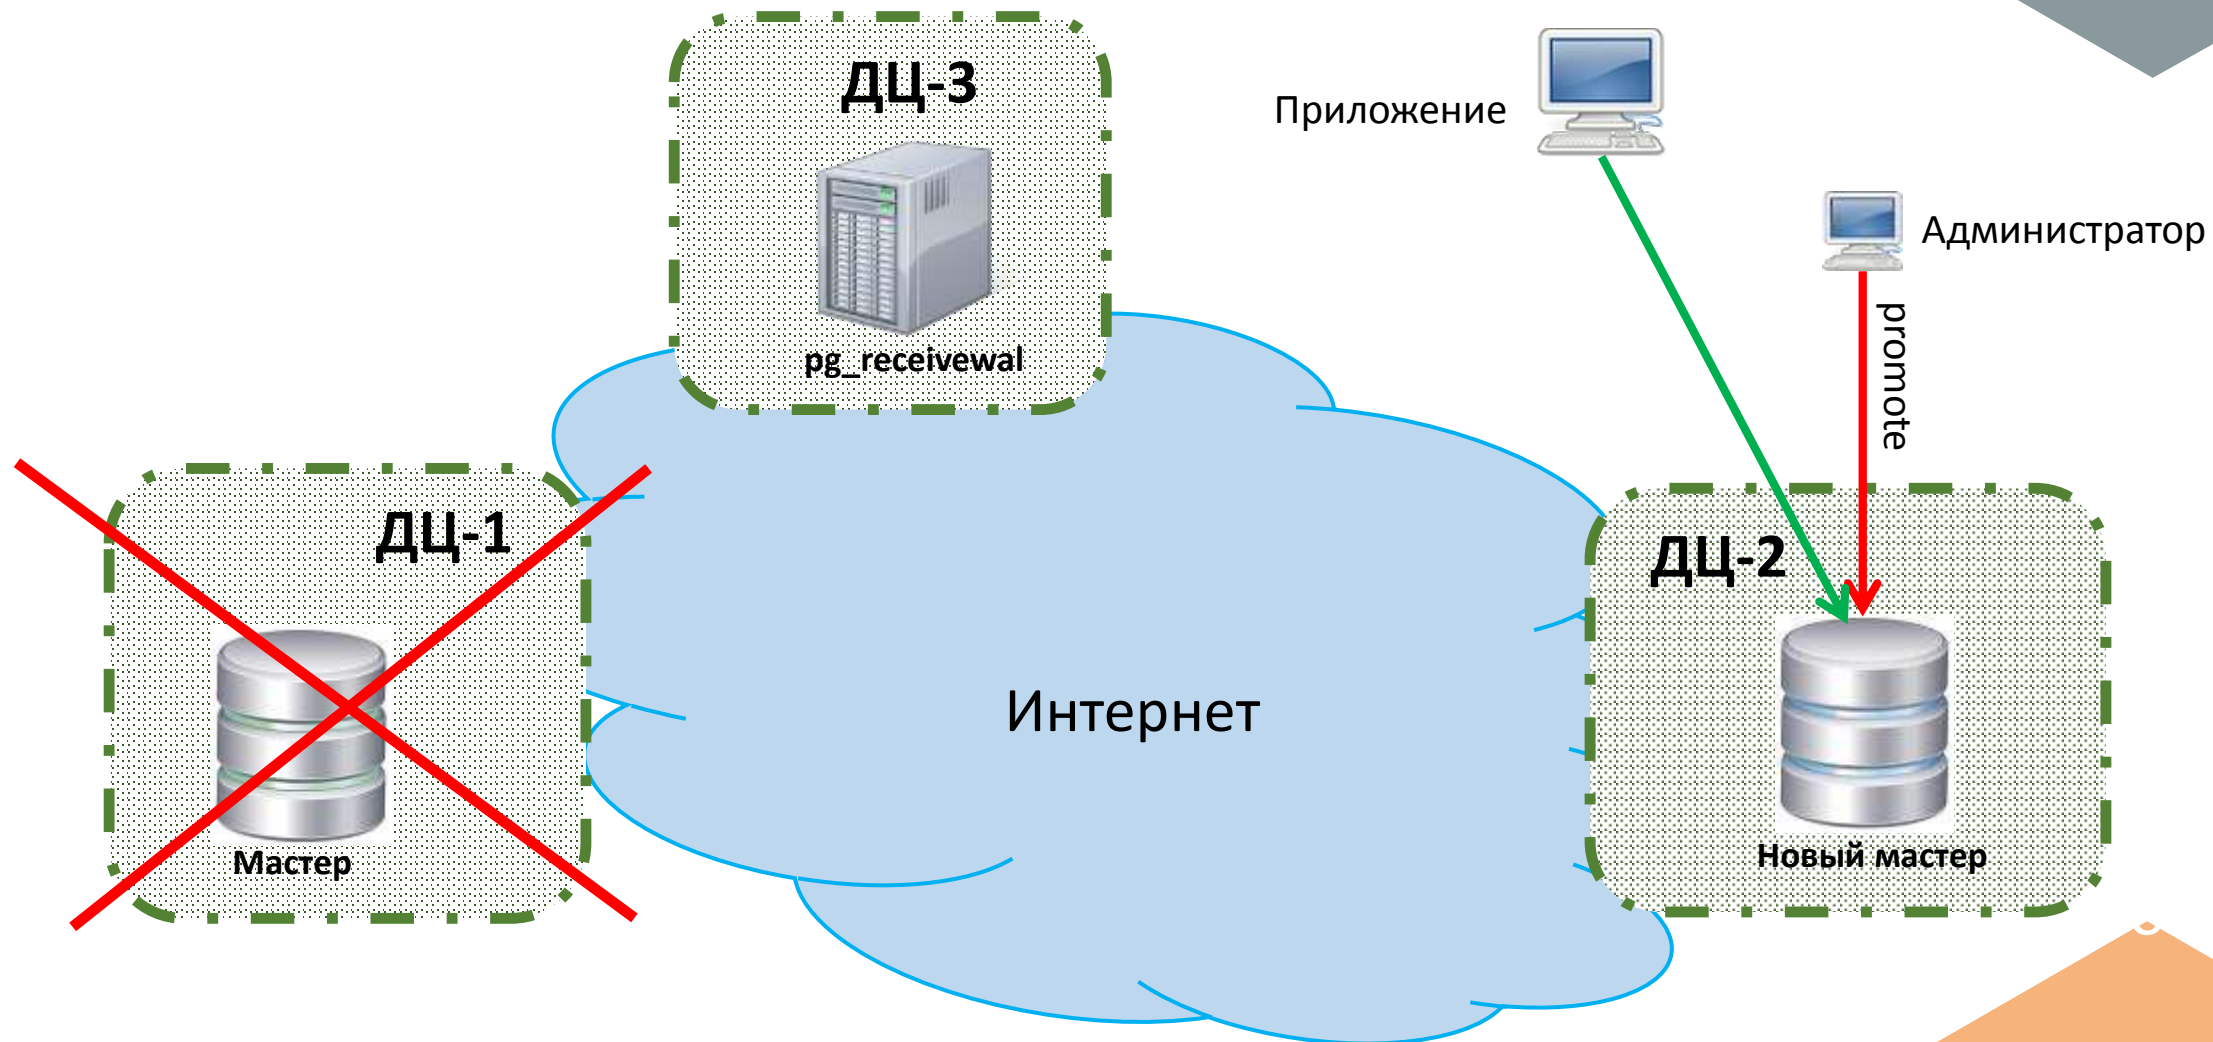 ДЦ-3
Приложение
Администратор
pg_receivewal
promote
ДЦ-1
ДЦ-2
Интернет
Мастер
Новый мастер